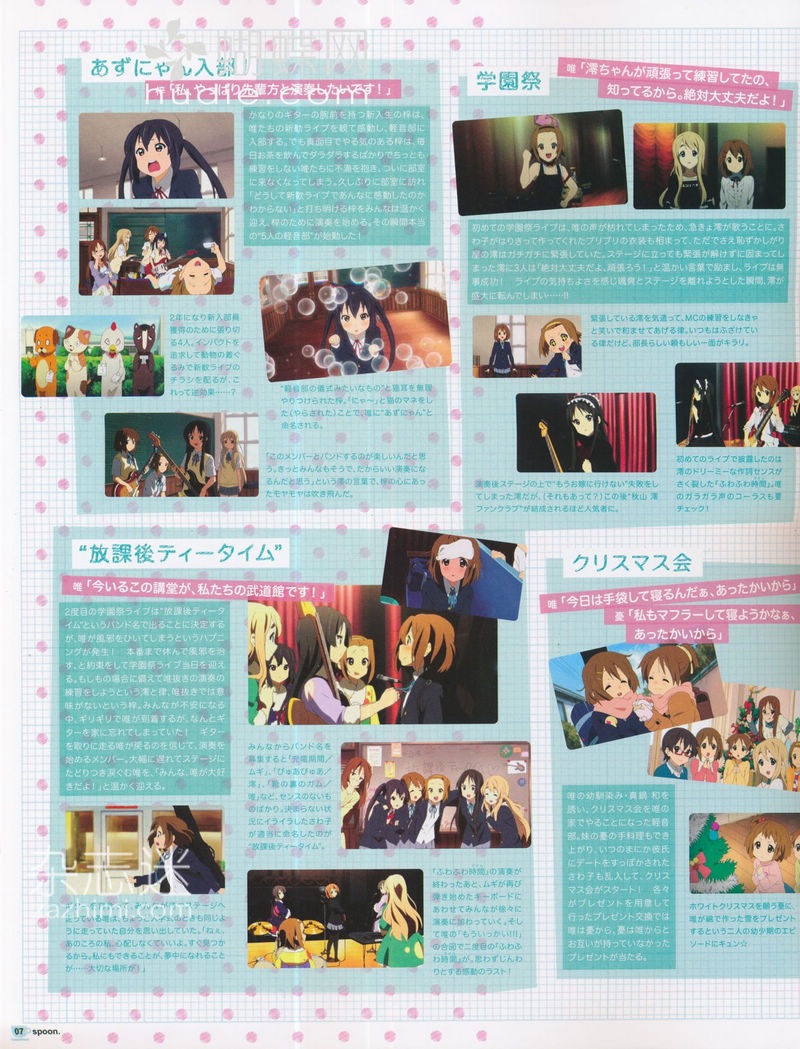 蝴蝶网
hudie.com
あずにゃん入部
梓「私、やっぱり先輩方と演奏したいです！」
かなりのギターの腕前を持つ新入生の梓は、
唯たちの新勧ライブを観て感動し、軽音部に
入部する。でも真面目でやる気のある梓は、毎
日お茶を飲んでダラダラするばかりでちっとも
練習をしない唯たちに不満を抱き、ついに部室
に来なくなってしまう。久しぶりに部室に訪れ
「どうして新歓ライブであんなに感動したのか
わからない」と打ち明ける梓をみんなは温かく
迎え、梓のために演奏を始める。その瞬間本当
の“5人の軽音部”が始動した！
2年になり新入部員
獲得のために張り切
る4人。インパクトを
追求して動物の着ぐ
るみで新歓ライブの
チラシを配るが、こ
れって逆効果……？
“軽音部の儀式みたいなもの”と猫耳を無理
やりつけられた梓。「にゃ〜」と猫のマネをし
た(やらされた)ことで、唯に“あずにゃん”と
命名される。
「このメンバーとバンドするのが楽しいんだと思
う。きっとみんなもそうで、だからいい演奏にな
るんだと思う」という澪の言葉で、梓の心にあっ
たモヤモヤは吹き飛んだ。
学園祭
唯「澪ちゃんが頑張って練習してたの、
知ってるから。絶対大丈夫だよ！」
初めての学園祭ライブは、唯の声が枯れてしまったため、急きょ澪が歌うことに。さ
わ子がはりきって作ってくれたプリプリの衣装も相まって、ただでさえ恥ずかしがり
屋の澪はガチガチに緊張していた。ステージに立っても緊張が解けずに固まってし
まった澪に3人は「絶対大丈夫だよ、頑張ろう！」と温かい言葉で励まし、ライブは無
事成功！　ライブの気持ちよさを感じ颯爽とステージを離れようとした瞬間、澪が
盛大に転んでしまい……!!
緊張している澪を気遣って、MCの練習をしなきゃ
と笑いで和ませてあげる律。いつもはふざけてい
る律だけど、部長らしい頼もしい一面がキラリ。
演奏後ステージの上で“もうお嫁に行けない”失敗を
してしまった澪だが、(それもあって？)この後“秋山 澪
ファンクラブ”が結成されるほど人気者に。
初めてのライブで披露したのは
澪のドリーミーな作詞センスが
さく裂した「ふわふわ時間」。唯
のガラガラ声のコーラスも要
チェック！
“放課後ティータイム”
唯「今いるこの講堂が、私たちの武道館です！」
2度目の学園祭ライブは“放課後ティータ
イム”というバンド名で出ることに決定する
が、唯が風邪をひいてしまうというハプニ
ングが発生！　本番まで休んで風邪を治
す、と約束をして学園祭ライブ当日を迎え
る。もしもの場合に備えて唯抜きの演奏の
練習をしようという澪と律、唯抜きでは意
味がないという梓。みんなが不安になる
中、ギリギリで唯が到着するが、なんとギ
ターを家に忘れてしまっていた！　ギター
を取りに走る唯が戻るのを信じて、演奏を
始めるメンバー。大幅に遅れてステージに
たどりつき涙ぐむ唯を、「みんな、唯が大好
きだよ！」と温かく迎える。
みんなからバンド名を
募集すると「充電期間／
ムギ」、「ぴゅあぴゅあ／
澪」、「靴の裏のガム／
唯」など、センスのないも
のばかり。決まらない状
況にイライラしたさわ子
が適当に命名したのが
“放課後ティータイム”。
走っている唯は、もっと入学式のときも同じよ
うに走っていた自分を思い出していた。「ねぇ、
あのころの私。心配しなくていいよ。すぐ見つか
るから。私にもできることが、夢中になれること
が……大切な場所が！」
「ふわふわ時間」の演奏が
終わったあと、ムギが再び
弾き始めたキーボードに
あわせてみんなが徐々に
演奏に加わっていく。そし
て唯の「もういっかい!!!」
の合図で二度目の「ふわふ
わ時間」が。思わずじんわ
りとする感動のラスト！
クリスマス会
唯「今日は手袋して寝るんだぁ、あったかいから」
憂「私もマフラーして寝ようかなぁ、
あったかいから」
唯の幼馴染み・真鍋 和を
誘い、クリスマス会を唯の
家でやることになった軽音
部。妹の憂の手料理もでき
上がり、いつのまにか彼氏
にデートをすっぽかされた
さわ子も乱入して、クリス
マス会がスタート！　各々
がプレゼントを用意して
行ったプレゼント交換では
唯は憂から、憂は唯からと
お互いが持っていなかった
プレゼントが当たる。
ホワイトクリスマスを願う憂に、
唯が綿で作った雪をプレゼント
するという二人の幼少期のエピ
ソードにキュン☆
杂志迷
zazhimi.com
07 spoon.